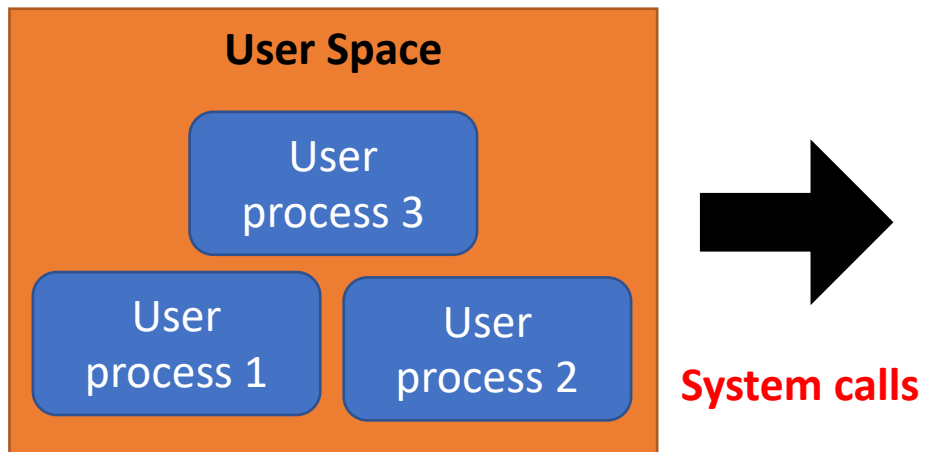 User Space
User
process 3
User
process 1
User
process 2
System calls